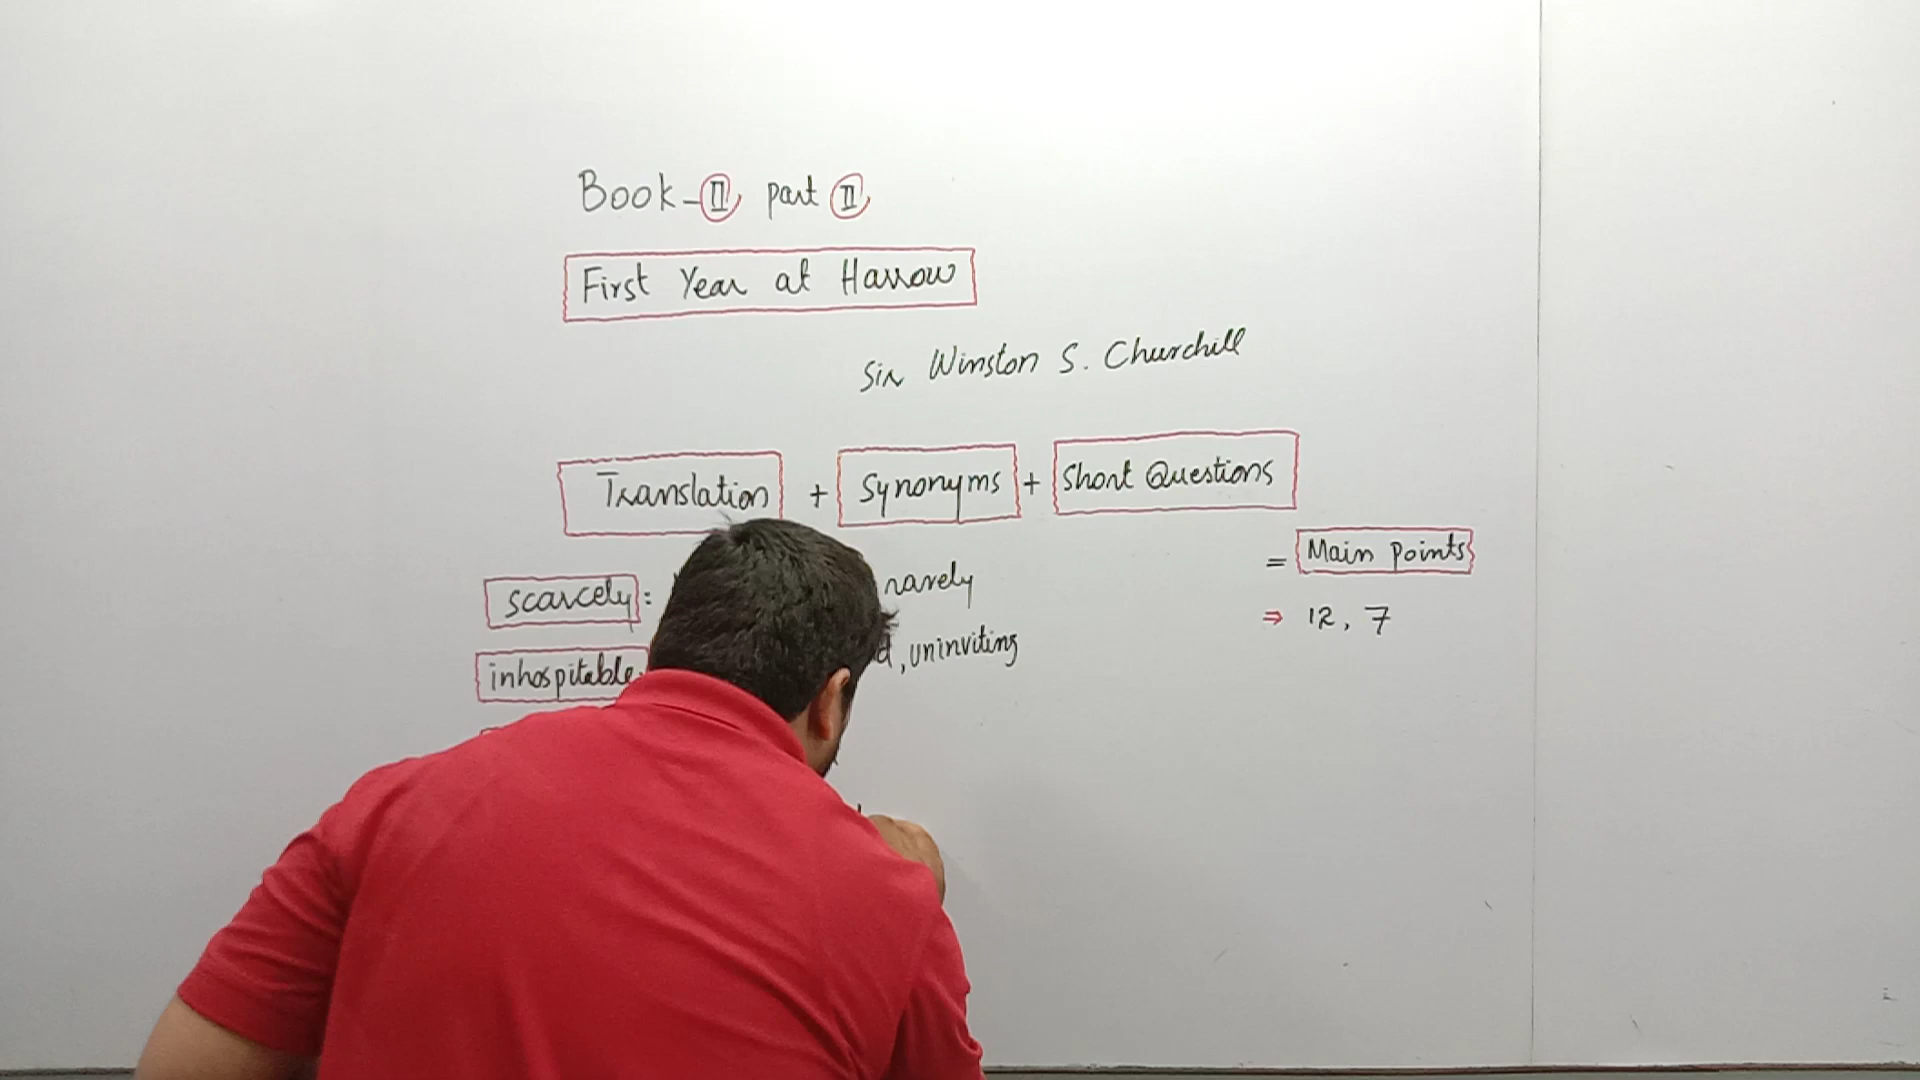 Book-II part II
First Year at Harrow
Sir Winston S. Churchill
Translation + Synonyms + Short Questions
= Main points
⇒ 12, 7
scarcely: rarely
inhospitable: , uninviting